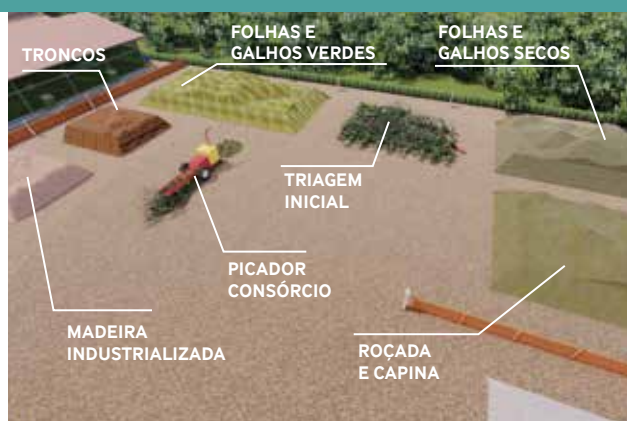 TRONCOS
FOLHAS E
GALHOS VERDES
FOLHAS E
GALHOS SECOS
TRIAGEM
INICIAL
PICADOR
CONSÓRCIO
MADEIRA
INDUSTRIALIZADA
ROÇADA
E CAPINA